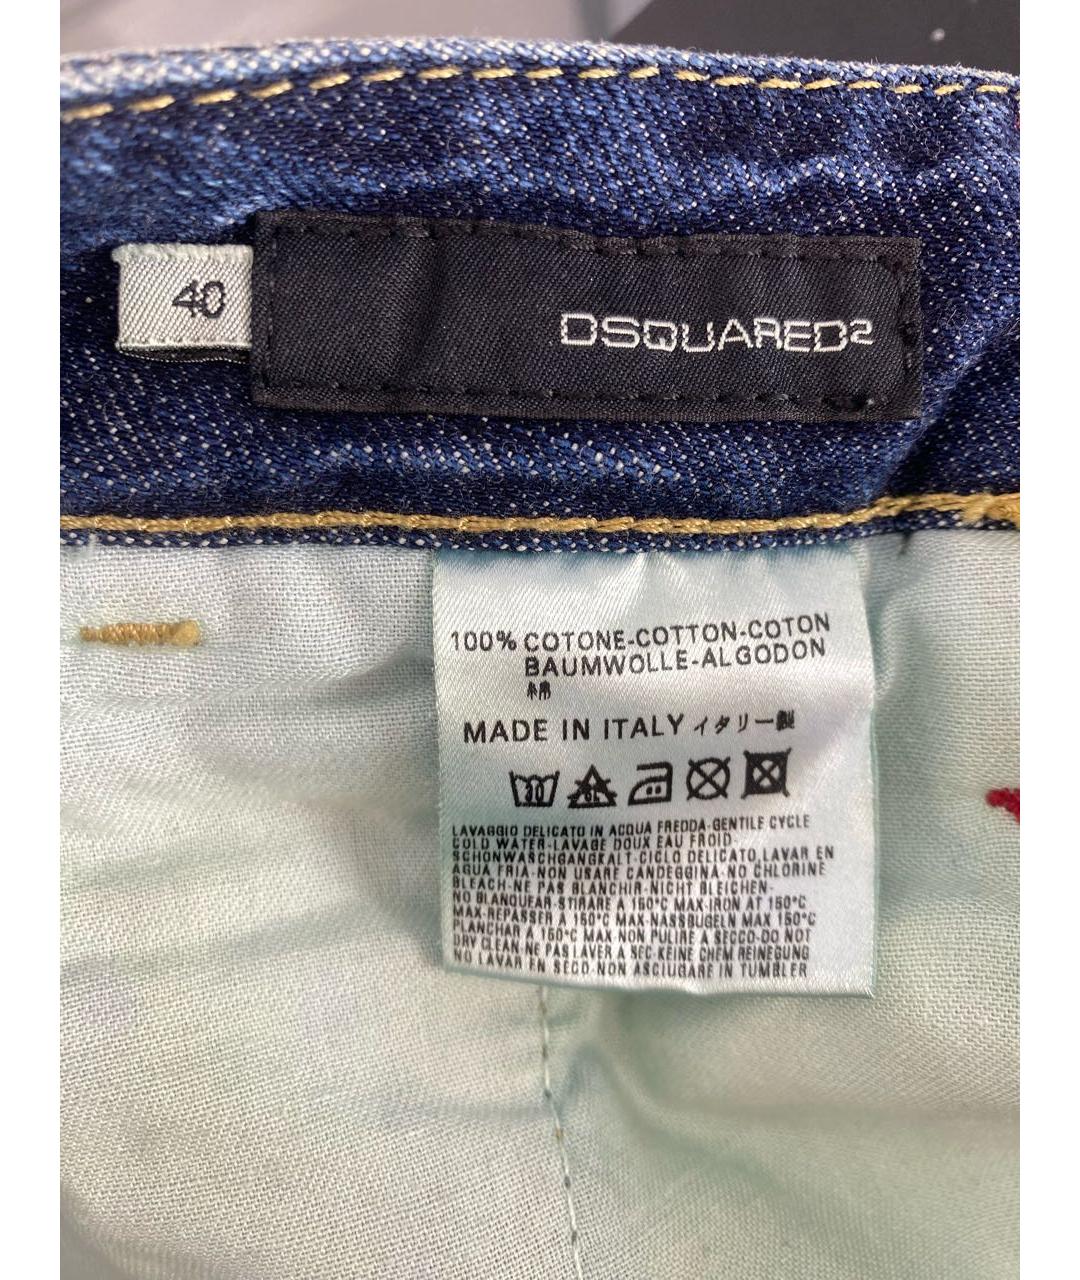 40
DSQUARED2
100% COTONE-COTTON-COTON
BAUMWOLLE-ALGODON
綿
MADE IN ITALY イタリー製
30 CL
LAVAGGIO DELICATO IN ACQUA FREDDA-GENTILE CYCLE
COLD WATER-LAVAGE DOUX EAU FROID-
SCHONWASCHGANGKALT-CICLO DELICATO,LAVAR EN
AGUA FRIA-NON USARE CANDEGGINA-NO CHLORINE
BLEACH-NE PAS BLANCHIR-NICHT BLEICHEN-
NO BLANQUEAR-STIRARE A 150°C MAX-IRON AT 150°C
MAX-REPASSER A 150°C MAX-NASSBUGELN MAX 150°C
PLANCHAR A 150°C MAX NON PULIRE A SECCO-DO NOT
DRY CLEAN-NE PAS LAVER A SEC-KEINE CHEM REINEGUNG
NO LAVAR EN SECO-NON ASCIUGARE IN TUMBLER